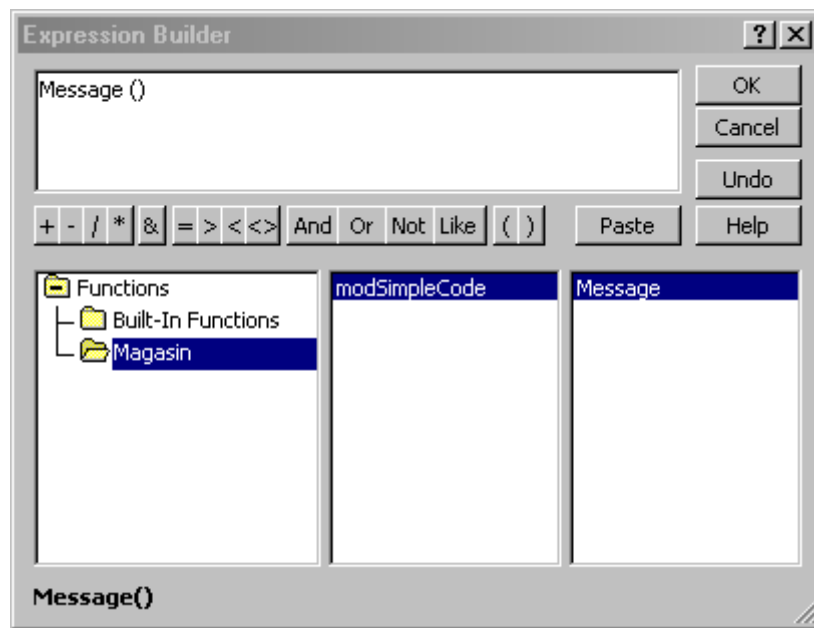 Expression Builder
Message ()
OK
Cancel
Undo
+ - / * & = > < <> And Or Not Like ( ) Paste Help
Functions
Built-In Functions
Magasin
modSimpleCode
Message
Message()